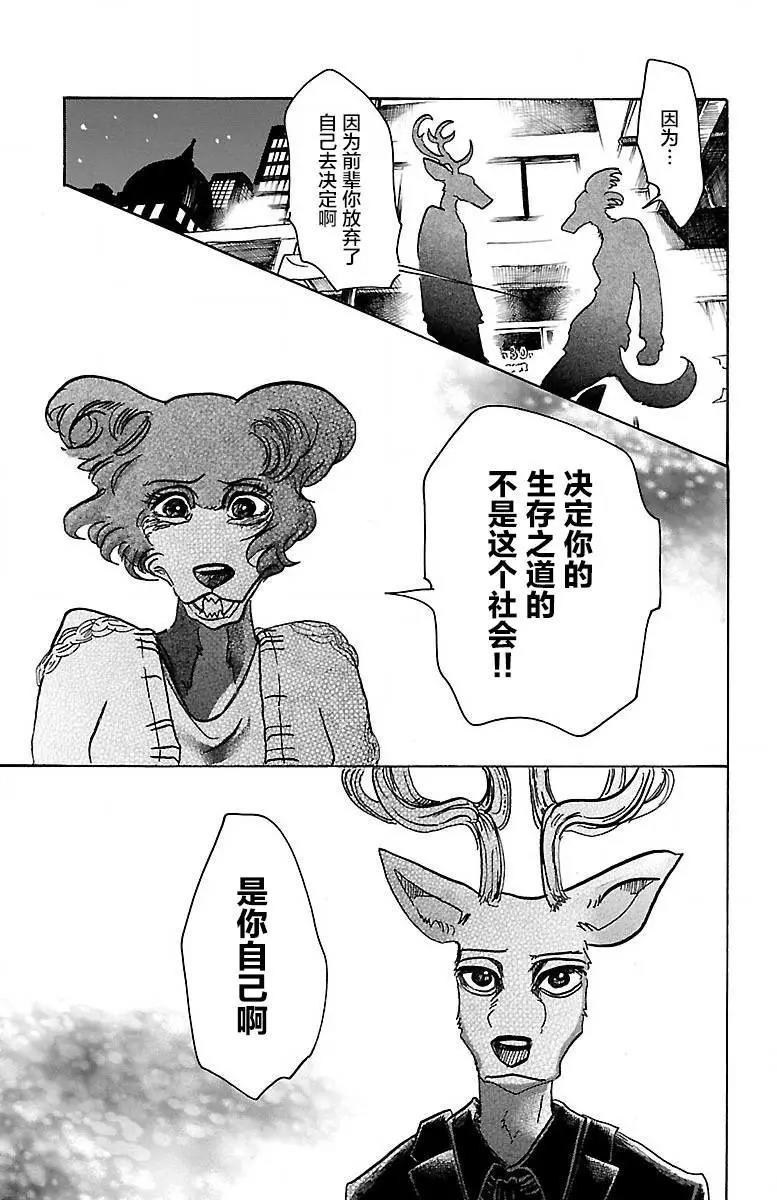 因为…
因为前辈你放弃了
自己去决定啊
决定你的
生存之道的
不是这个社会!!
是你自己啊